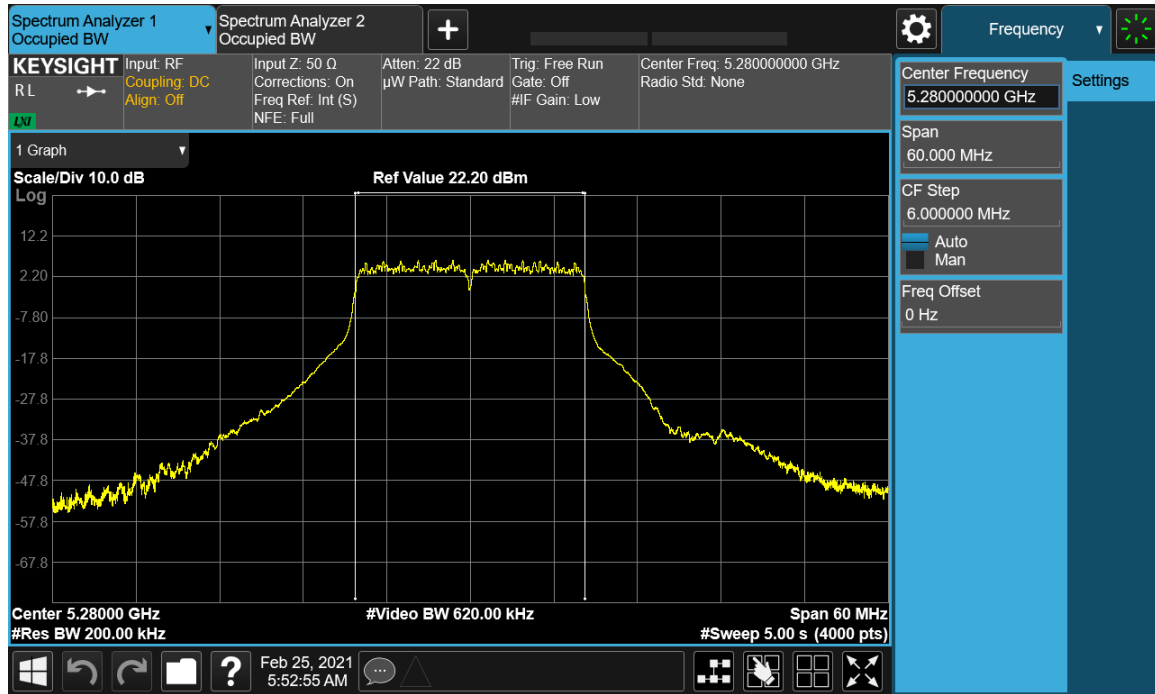 Spectrum Analyzer 1
Occupied BW
Spectrum Analyzer 2
Occupied BW
+
Frequency
KEYSIGHT
R L
LXI
Input: RF
Coupling: DC
Align: Off
Input Z: 50 Ω
Corrections: On
Freq Ref: Int (S)
NFE: Full
Atten: 22 dB
µW Path: Standard
Trig: Free Run
Gate: Off
#IF Gain: Low
Center Freq: 5.280000000 GHz
Radio Std: None
Center Frequency
5.280000000 GHz
Settings
Span
60.000 MHz
CF Step
6.000000 MHz
Auto
Man
Freq Offset
0 Hz
1 Graph
Scale/Div 10.0 dB
Ref Value 22.20 dBm
Log
12.2
2.20
-7.80
-17.8
-27.8
-37.8
-47.8
-57.8
-67.8
Center 5.28000 GHz
#Video BW 620.00 kHz
Span 60 MHz
#Res BW 200.00 kHz
#Sweep 5.00 s (4000 pts)
?
Feb 25, 2021
5:52:55 AM